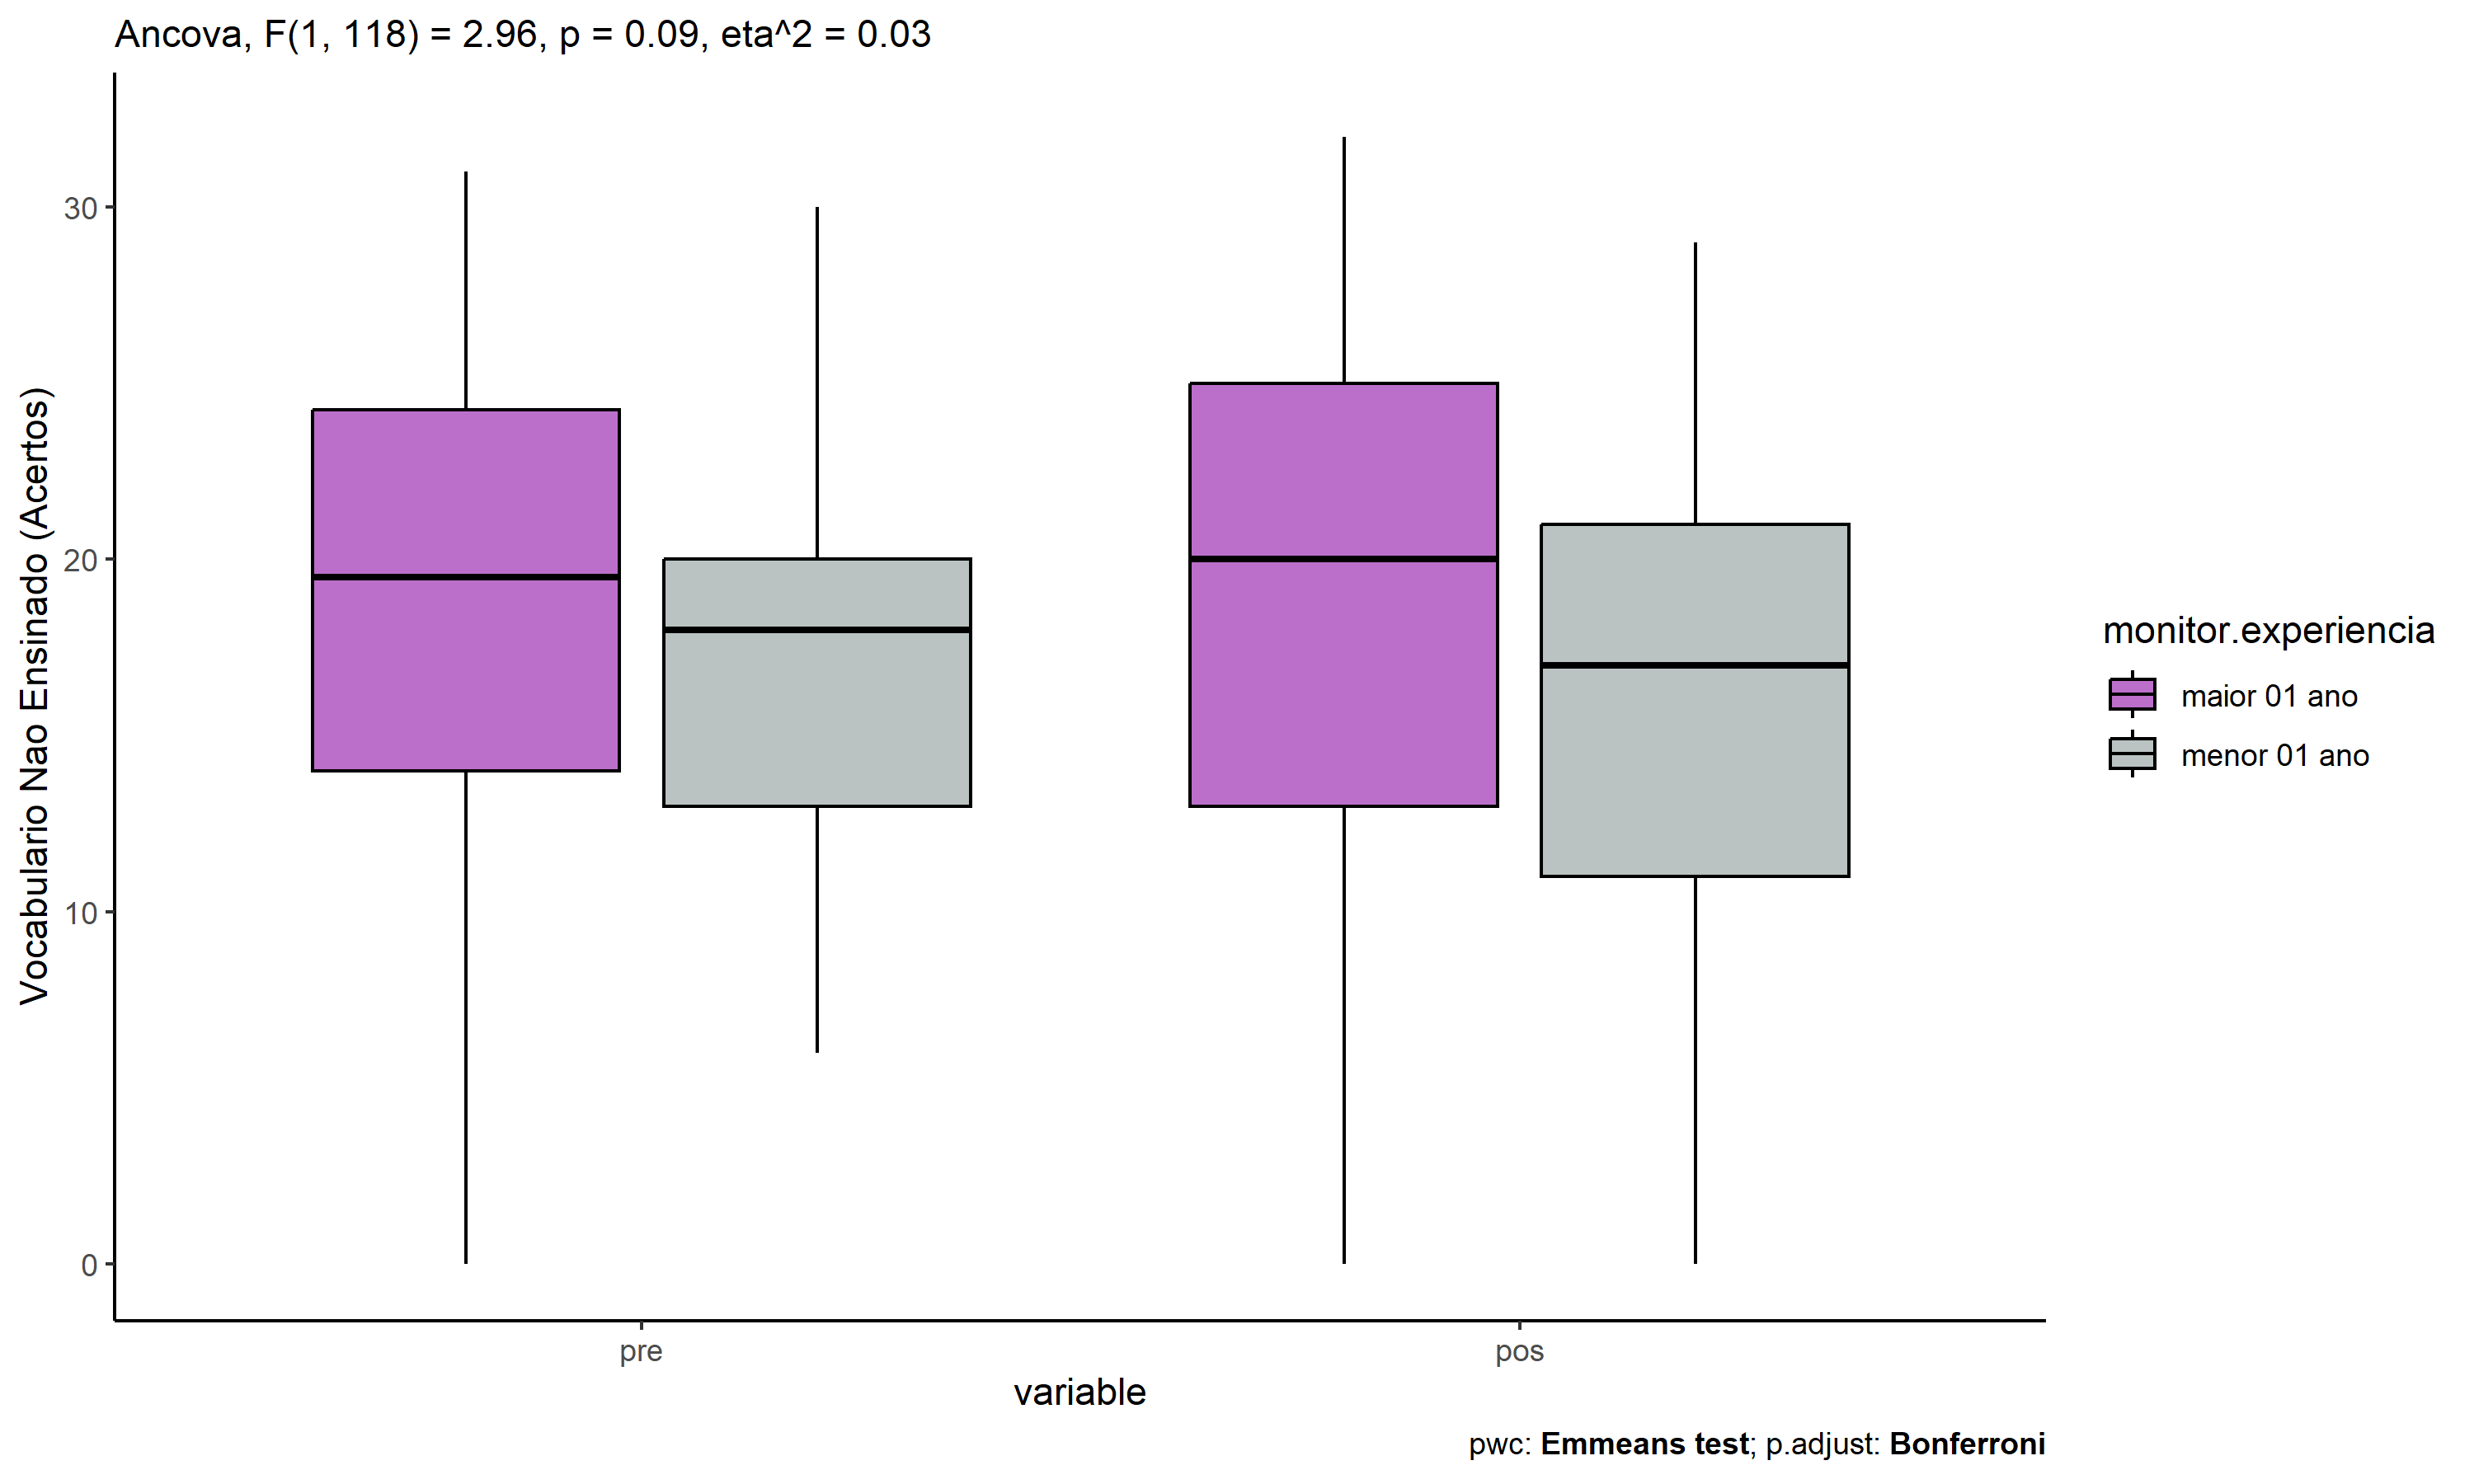 Ancova, F(1, 118) = 2.96, p = 0.09, eta^2 = 0.03
Vocabulario Nao Ensinado (Acertos)
30
20
10
0
pre
pos
variable
monitor.experiencia
maior 01 ano
menor 01 ano
pwc: Emmeans test; p.adjust: Bonferroni